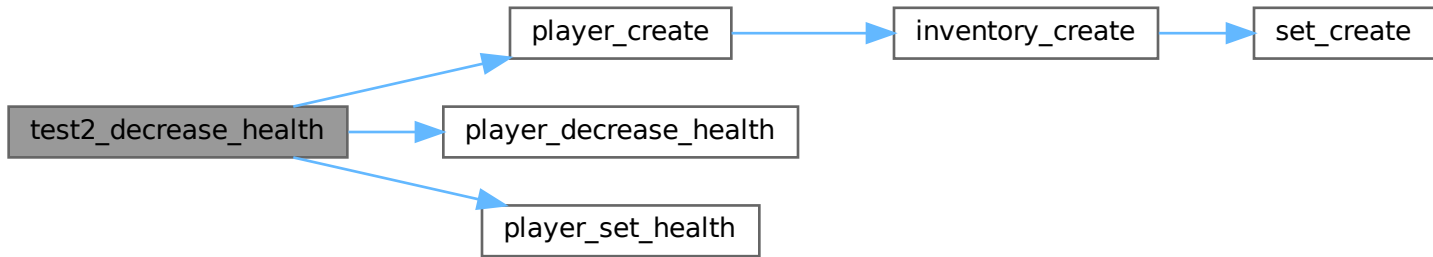 player_create
inventory_create
set_create
test2_decrease_health
player_decrease_health
player_set_health